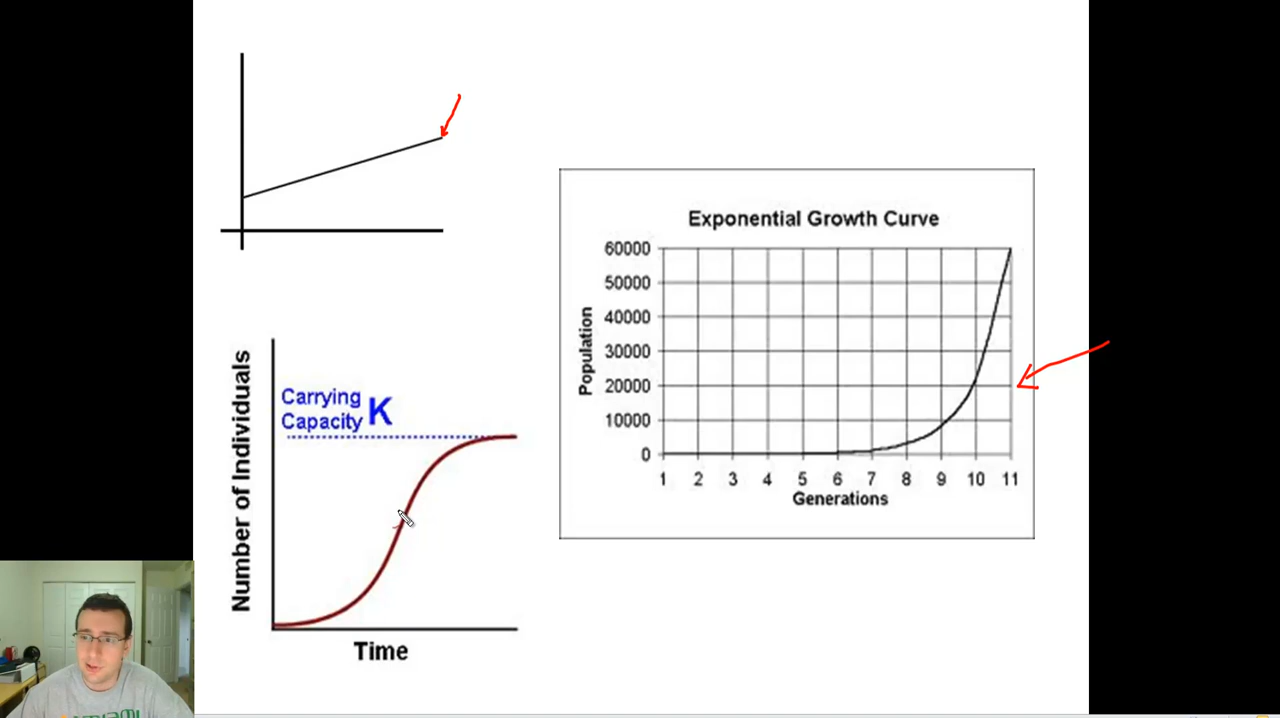 Exponential Growth Curve
60000
50000
40000
30000
20000
10000
0
Population
1 2 3 4 5 6 7 8 9 10 11
Generations
Carrying
Capacity K
Number of Individuals
Time